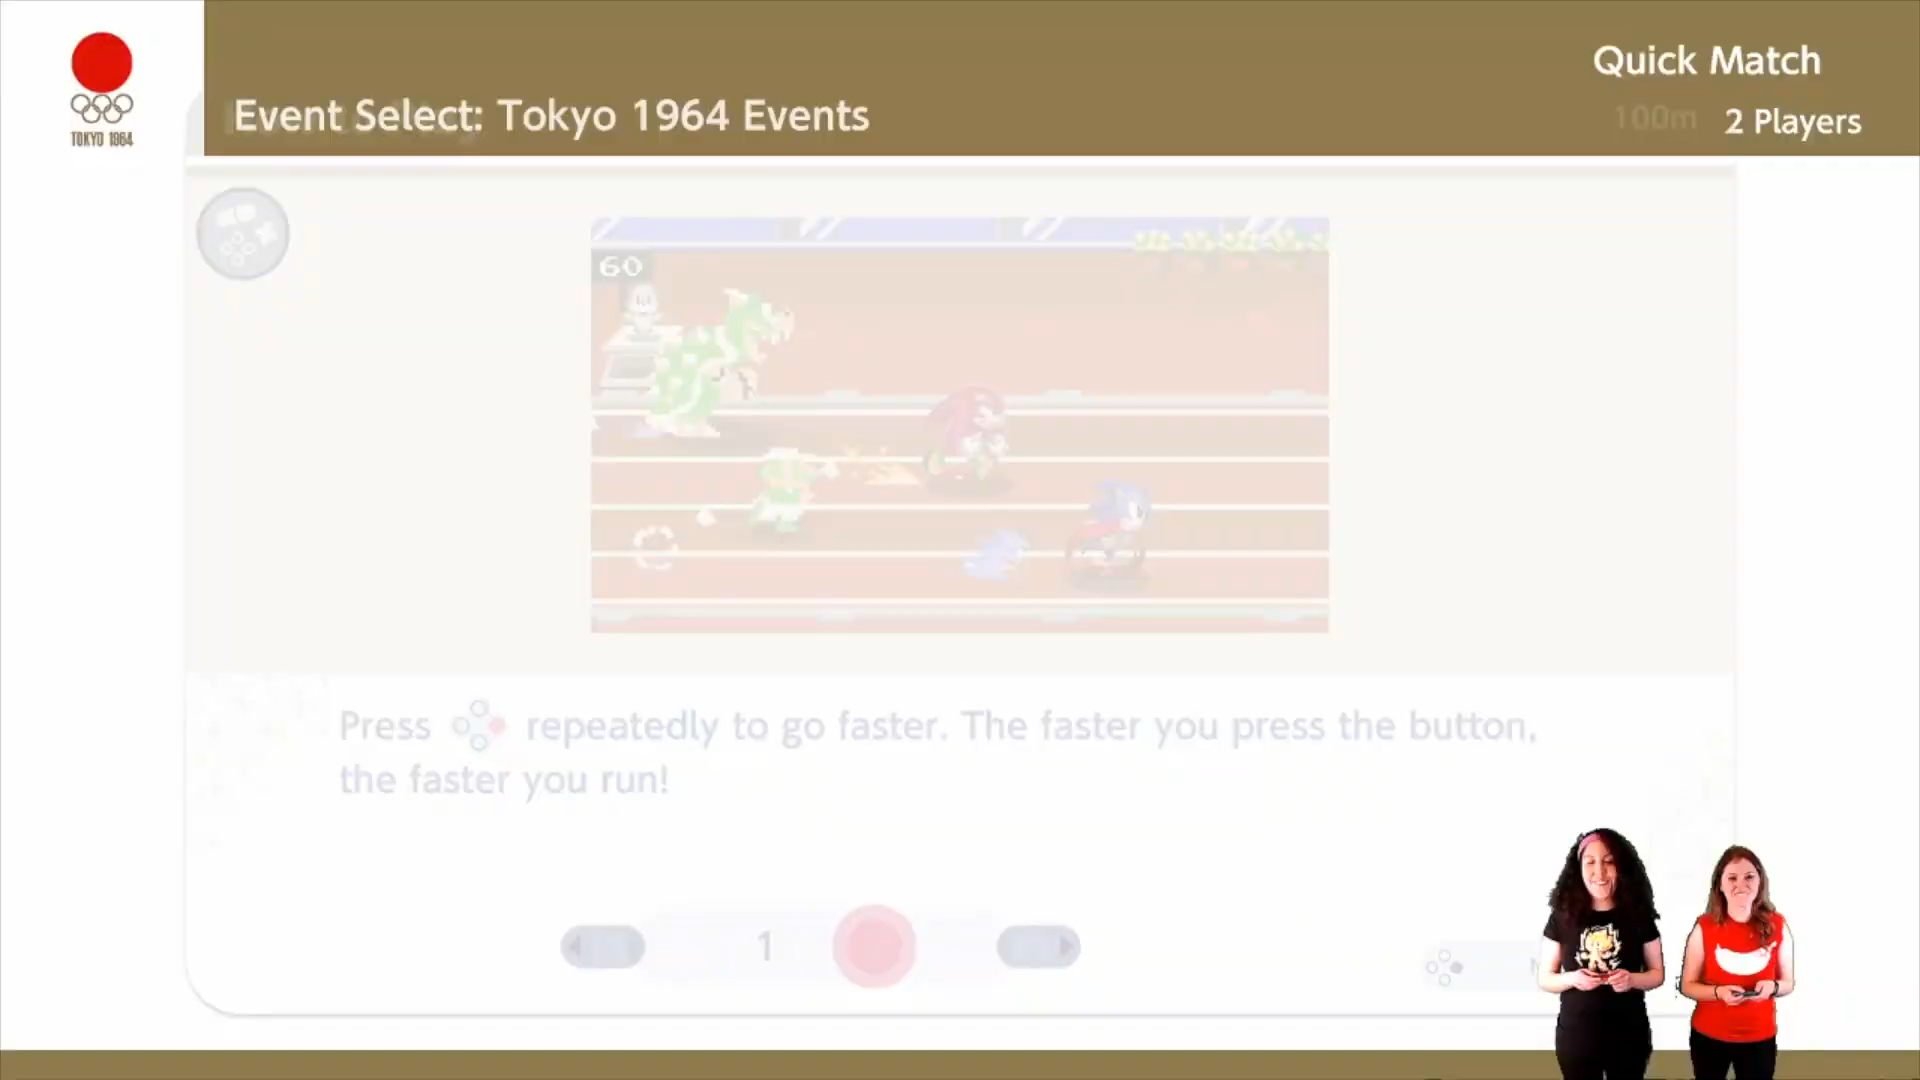 TOKYO 1964
Event Select: Tokyo 1964 Events
Quick Match
100m
2 Players
60
Press repeatedly to go faster. The faster you press the button,
the faster you run!
1